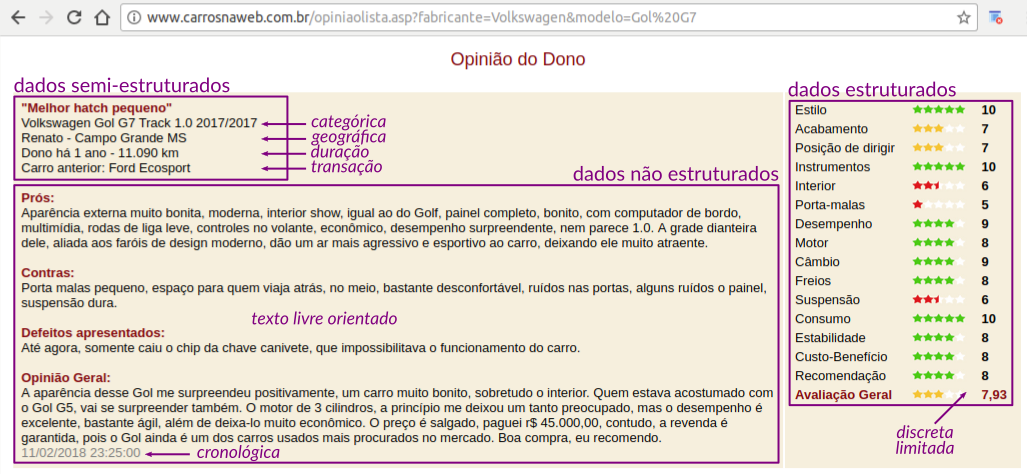 www.carrosnaweb.com.br/opiniaolista.asp?fabricante=Volkswagen&modelo=Gol%20G7
Opinião do Dono
dados semi-estruturados
"Melhor hatch pequeno"
Volkswagen Gol G7 Track 1.0 2017/2017 categórica
Renato - Campo Grande MS geográfica
Dono há 1 ano - 11.090 km duração
Carro anterior: Ford Ecosport transação
dados não estruturados
Prós:
Aparência externa muito bonita, moderna, interior show, igual ao do Golf, painel completo, bonito, com computador de bordo,
multimídia, rodas de liga leve, controles no volante, econômico, desempenho surpreendente, nem parece 1.0. A grade dianteira
dele, aliada aos faróis de design moderno, dão um ar mais agressivo e esportivo ao carro, deixando ele muito atraente.
Contras:
Porta malas pequeno, espaço para quem viaja atrás, no meio, bastante desconfortável, ruídos nas portas, alguns ruídos o painel,
suspensão dura.
texto livre orientado
Defeitos apresentados:
Até agora, somente caiu o chip da chave canivete, que impossibilitava o funcionamento do carro.
Opinião Geral:
A aparência desse Gol me surpreendeu positivamente, um carro muito bonito, sobretudo o interior. Quem estava acostumado com
o Gol G5, vai se surpreender também. O motor de 3 cilindros, a princípio me deixou um tanto preocupado, mas o desempenho é
excelente, bastante ágil, além de deixa-lo muito econômico. O preço é salgado, paguei r$ 45.000,00, contudo, a revenda é
garantida, pois o Gol ainda é um dos carros usados mais procurados no mercado. Boa compra, eu recomendo.
11/02/2018 23:25:00 cronológica
dados estruturados
Estilo 10
Acabamento 7
Posição de dirigir 7
Instrumentos 10
Interior 6
Porta-malas 5
Desempenho 9
Motor 8
Câmbio 9
Freios 8
Suspensão 6
Consumo 10
Estabilidade 8
Custo-Benefício 8
Recomendação 8
Avaliação Geral 7,93
discreta
limitada